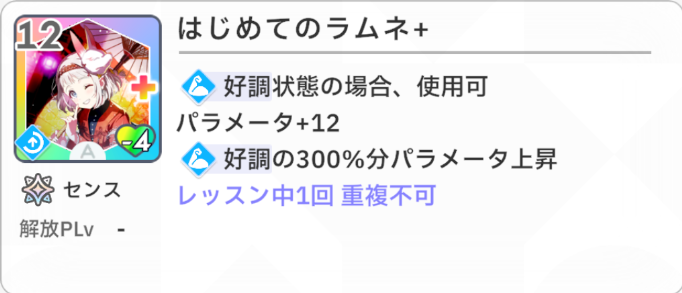 12
はじめてのラムネ+
好調状態の場合、使用可
パラメータ+12
好調の300%分パラメータ上昇
レッスン中1回 重複不可
+
A
-4
センス
解放PLv -